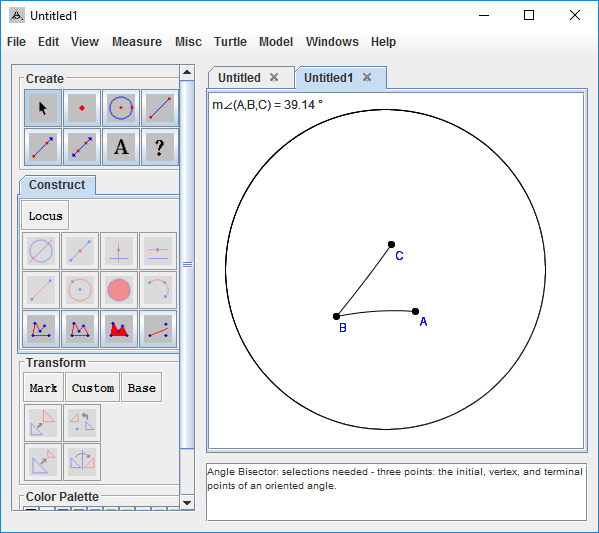 Untitled1
File Edit View Measure Misc Turtle Model Windows Help
Create
A ?
Construct
Locus
Transform
Mark Custom Base
Color Palette
Untitled Untitled1
m∠(A,B,C) = 39.14 °
C
B
A
Angle Bisector: selections needed - three points: the initial, vertex, and terminal
points of an oriented angle.